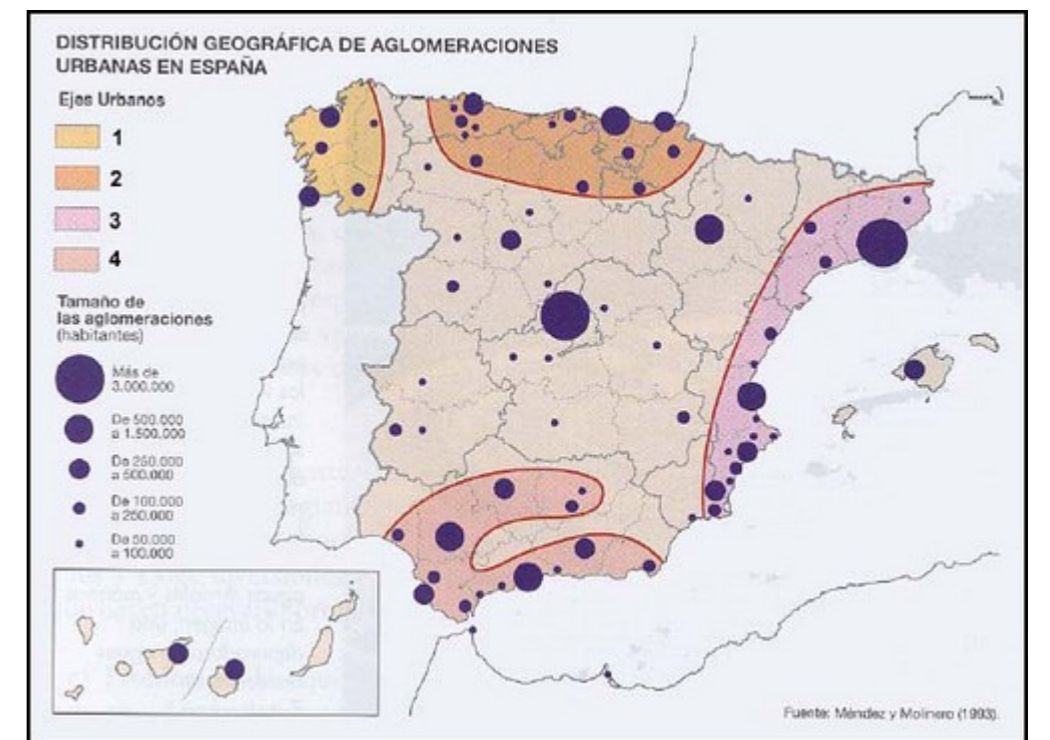 DISTRIBUCIÓN GEOGRÁFICA DE AGLOMERACIONES
URBANAS EN ESPAÑA
Ejes Urbanos
1
2
3
4
Tamaño de
las aglomeraciones
(habitantes)
Más de
3.000.000
De 500.000
a 1.500.000
De 250.000
a 500.000
De 100.000
a 250.000
De 50.000
a 100.000
Fuente: Méndez y Molinero (1993).